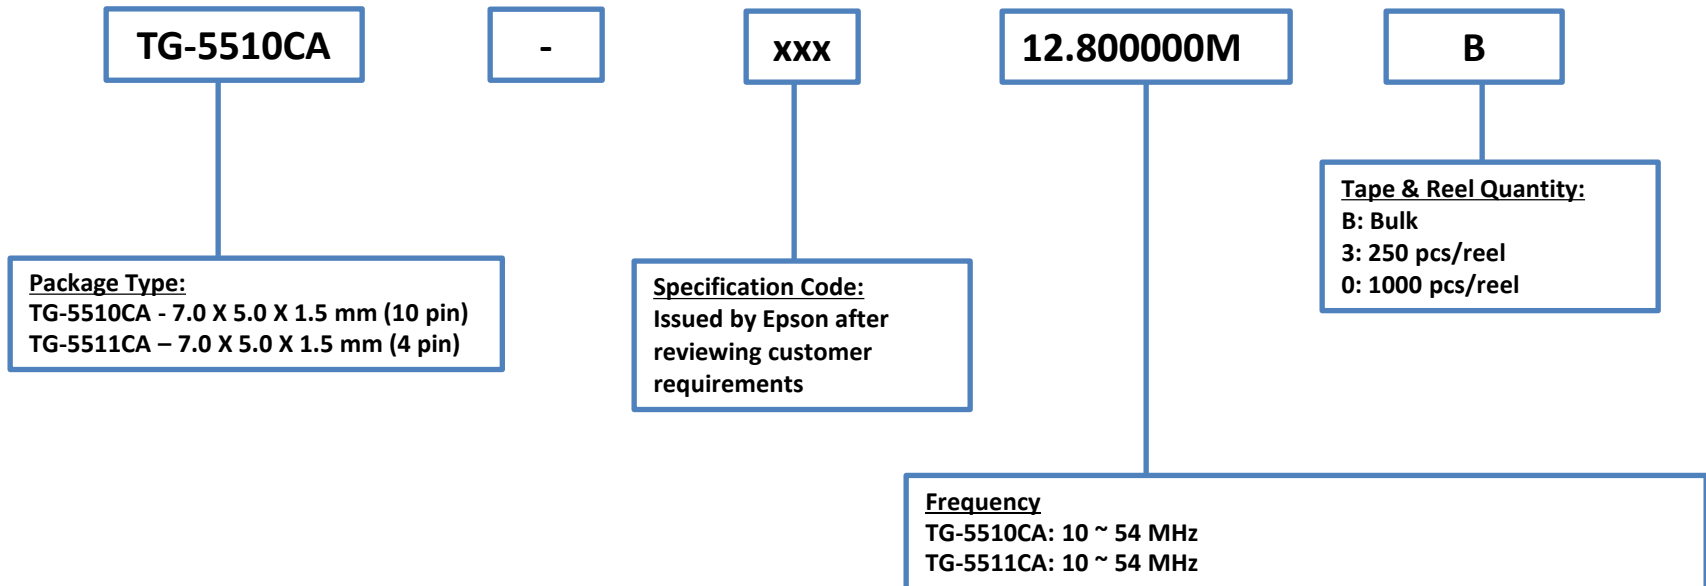 TG-5510CA - xxx 12.800000M B
Package Type:
TG-5510CA - 7.0 X 5.0 X 1.5 mm (10 pin)
TG-5511CA – 7.0 X 5.0 X 1.5 mm (4 pin)
Specification Code:
Issued by Epson after
reviewing customer
requirements
Tape & Reel Quantity:
B: Bulk
3: 250 pcs/reel
0: 1000 pcs/reel
Frequency
TG-5510CA: 10 ~ 54 MHz
TG-5511CA: 10 ~ 54 MHz